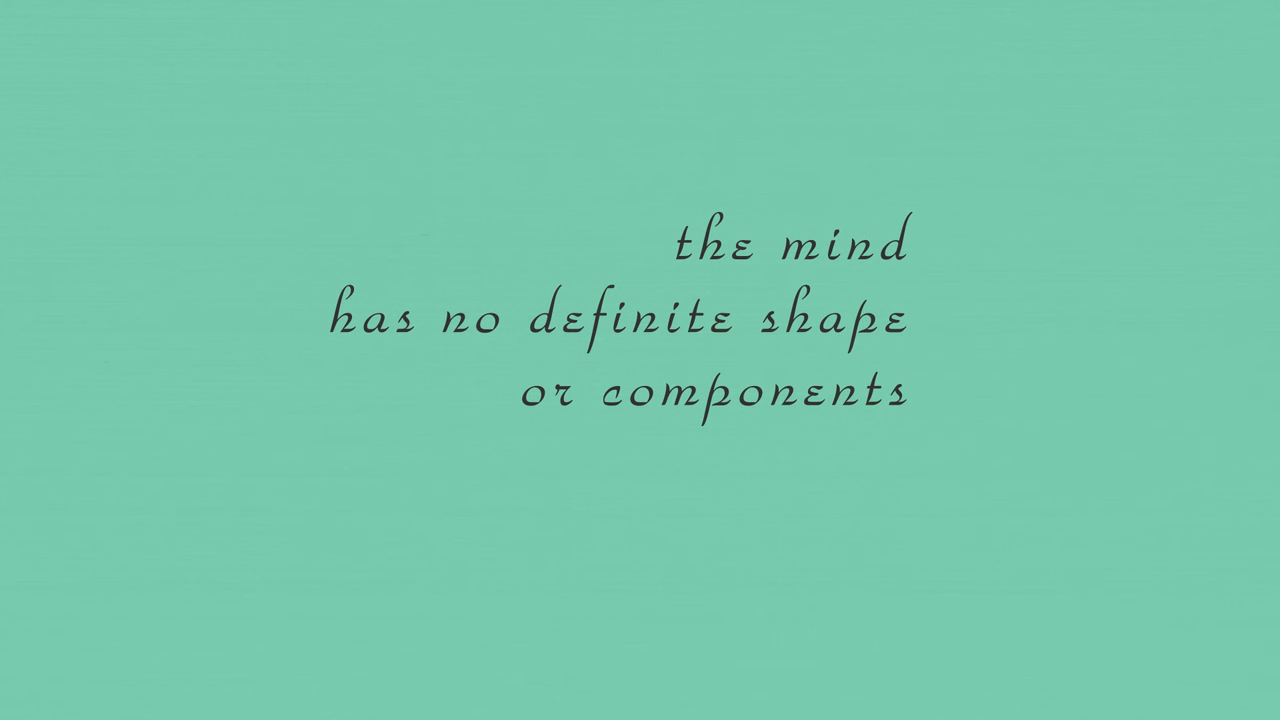 the mind
has no definite shape
or components